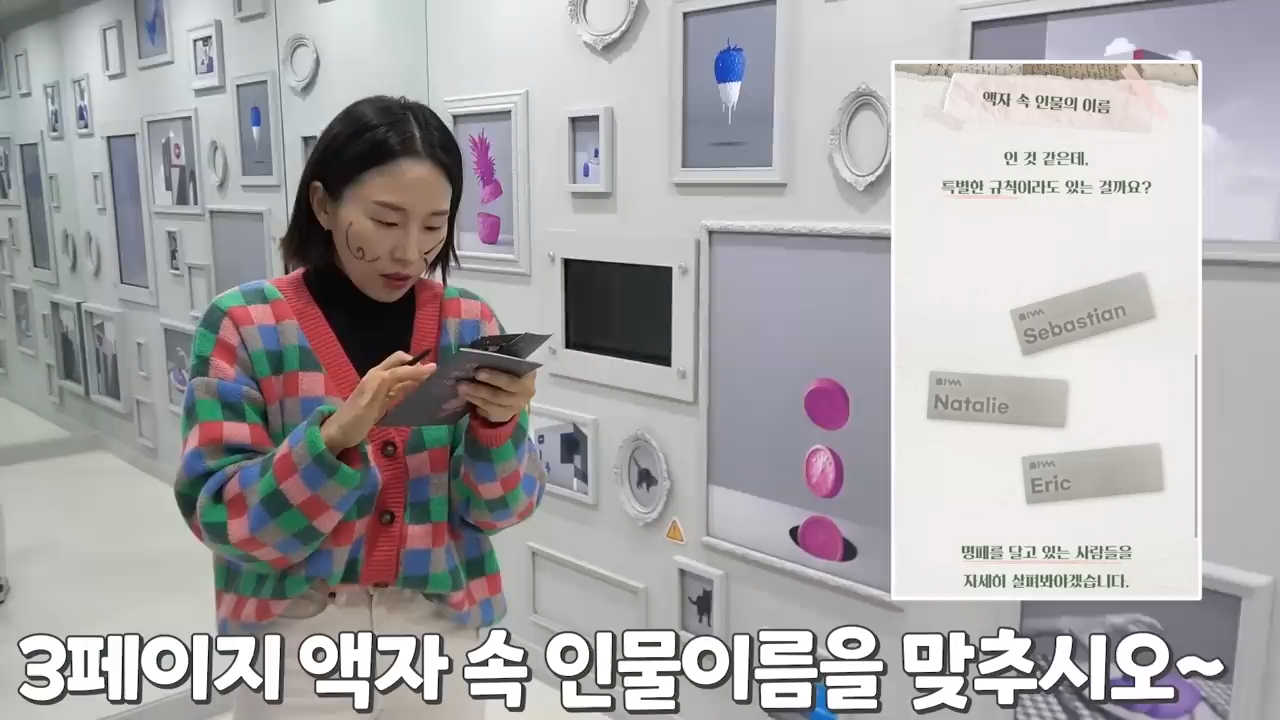 액자 속 인물의 이름
인 것 같은데,
특별한 규칙이라도 있는 걸까요?
Sebastian
Natalie
Eric
명패를 달고 있는 사람들을
자세히 살펴봐야겠습니다.
3페이지 액자 속 인물이름을 맞추시오~